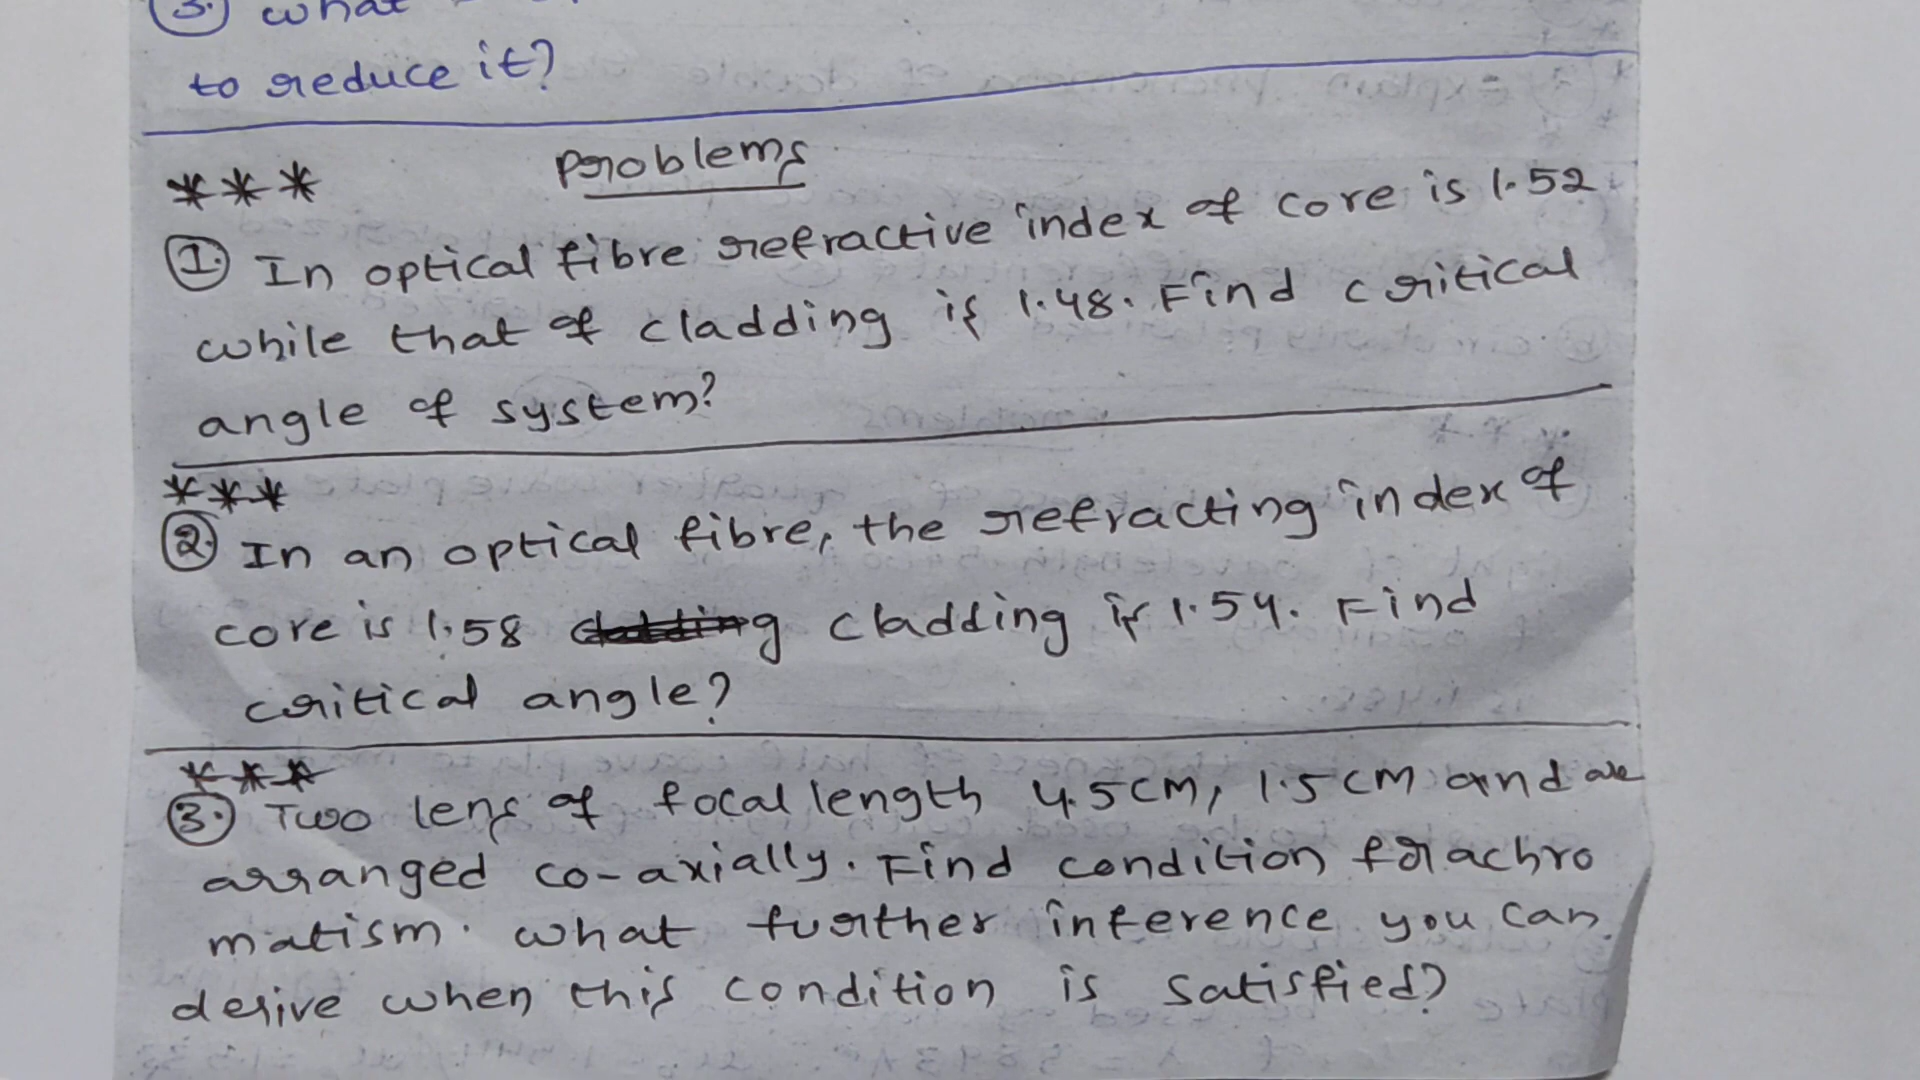 3. what
to reduce it?
Problems
***
1. In optical fibre refractive index of core is 1.52
while that of cladding is 1.48. Find critical
angle of system?
***
2. In an optical fibre, the refracting index of
core is 1.58 cladding is 1.54. Find
critical angle?
***
3. Two lens of focal length 4.5cm, 1.5cm and are
arranged co-axially. Find condition for achro
matism. what further inference you can
derive when this condition is satisfied?